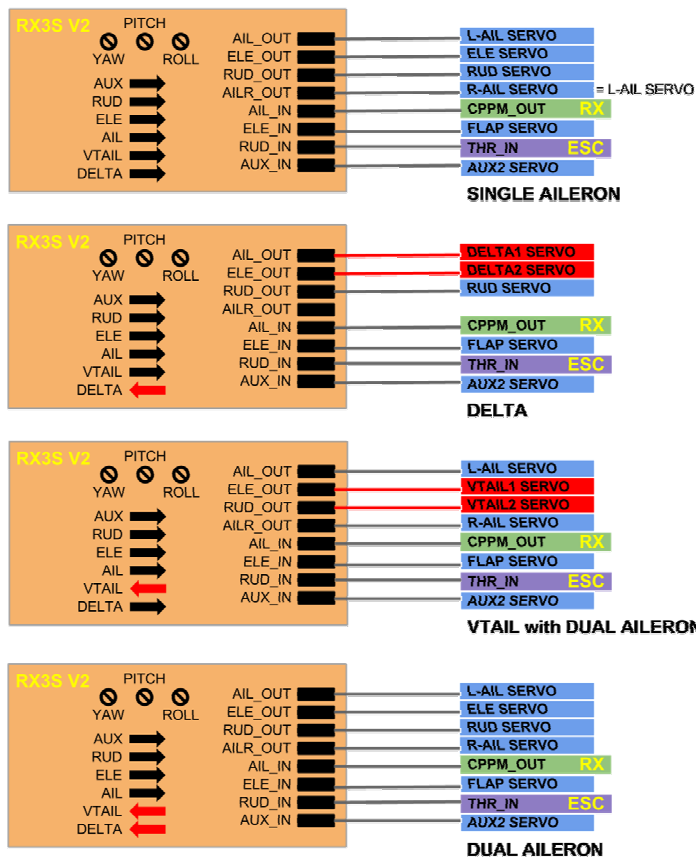 RX3S V2
PITCH
YAW ROLL
AUX
RUD
ELE
AIL
VTAIL
DELTA
AIL_OUT L-AIL SERVO
ELE_OUT ELE SERVO
RUD_OUT RUD SERVO
AILR_OUT R-AIL SERVO = L-AIL SERVO
AIL_IN CPPM_OUT RX
ELE_IN FLAP SERVO
RUD_IN THR_IN ESC
AUX_IN AUX2 SERVO
SINGLE AILERON
RX3S V2
PITCH
YAW ROLL
AUX
RUD
ELE
AIL
VTAIL
DELTA
AIL_OUT DELTA1 SERVO
ELE_OUT DELTA2 SERVO
RUD_OUT RUD SERVO
AILR_OUT
AIL_IN CPPM_OUT RX
ELE_IN FLAP SERVO
RUD_IN THR_IN ESC
AUX_IN AUX2 SERVO
DELTA
RX3S V2
PITCH
YAW ROLL
AUX
RUD
ELE
AIL
VTAIL
DELTA
AIL_OUT L-AIL SERVO
ELE_OUT VTAIL1 SERVO
RUD_OUT VTAIL2 SERVO
AILR_OUT R-AIL SERVO
AIL_IN CPPM_OUT RX
ELE_IN FLAP SERVO
RUD_IN THR_IN ESC
AUX_IN AUX2 SERVO
VTAIL with DUAL AILERON
RX3S V2
PITCH
YAW ROLL
AUX
RUD
ELE
AIL
VTAIL
DELTA
AIL_OUT L-AIL SERVO
ELE_OUT ELE SERVO
RUD_OUT RUD SERVO
AILR_OUT R-AIL SERVO
AIL_IN CPPM_OUT RX
ELE_IN FLAP SERVO
RUD_IN THR_IN ESC
AUX_IN AUX2 SERVO
DUAL AILERON